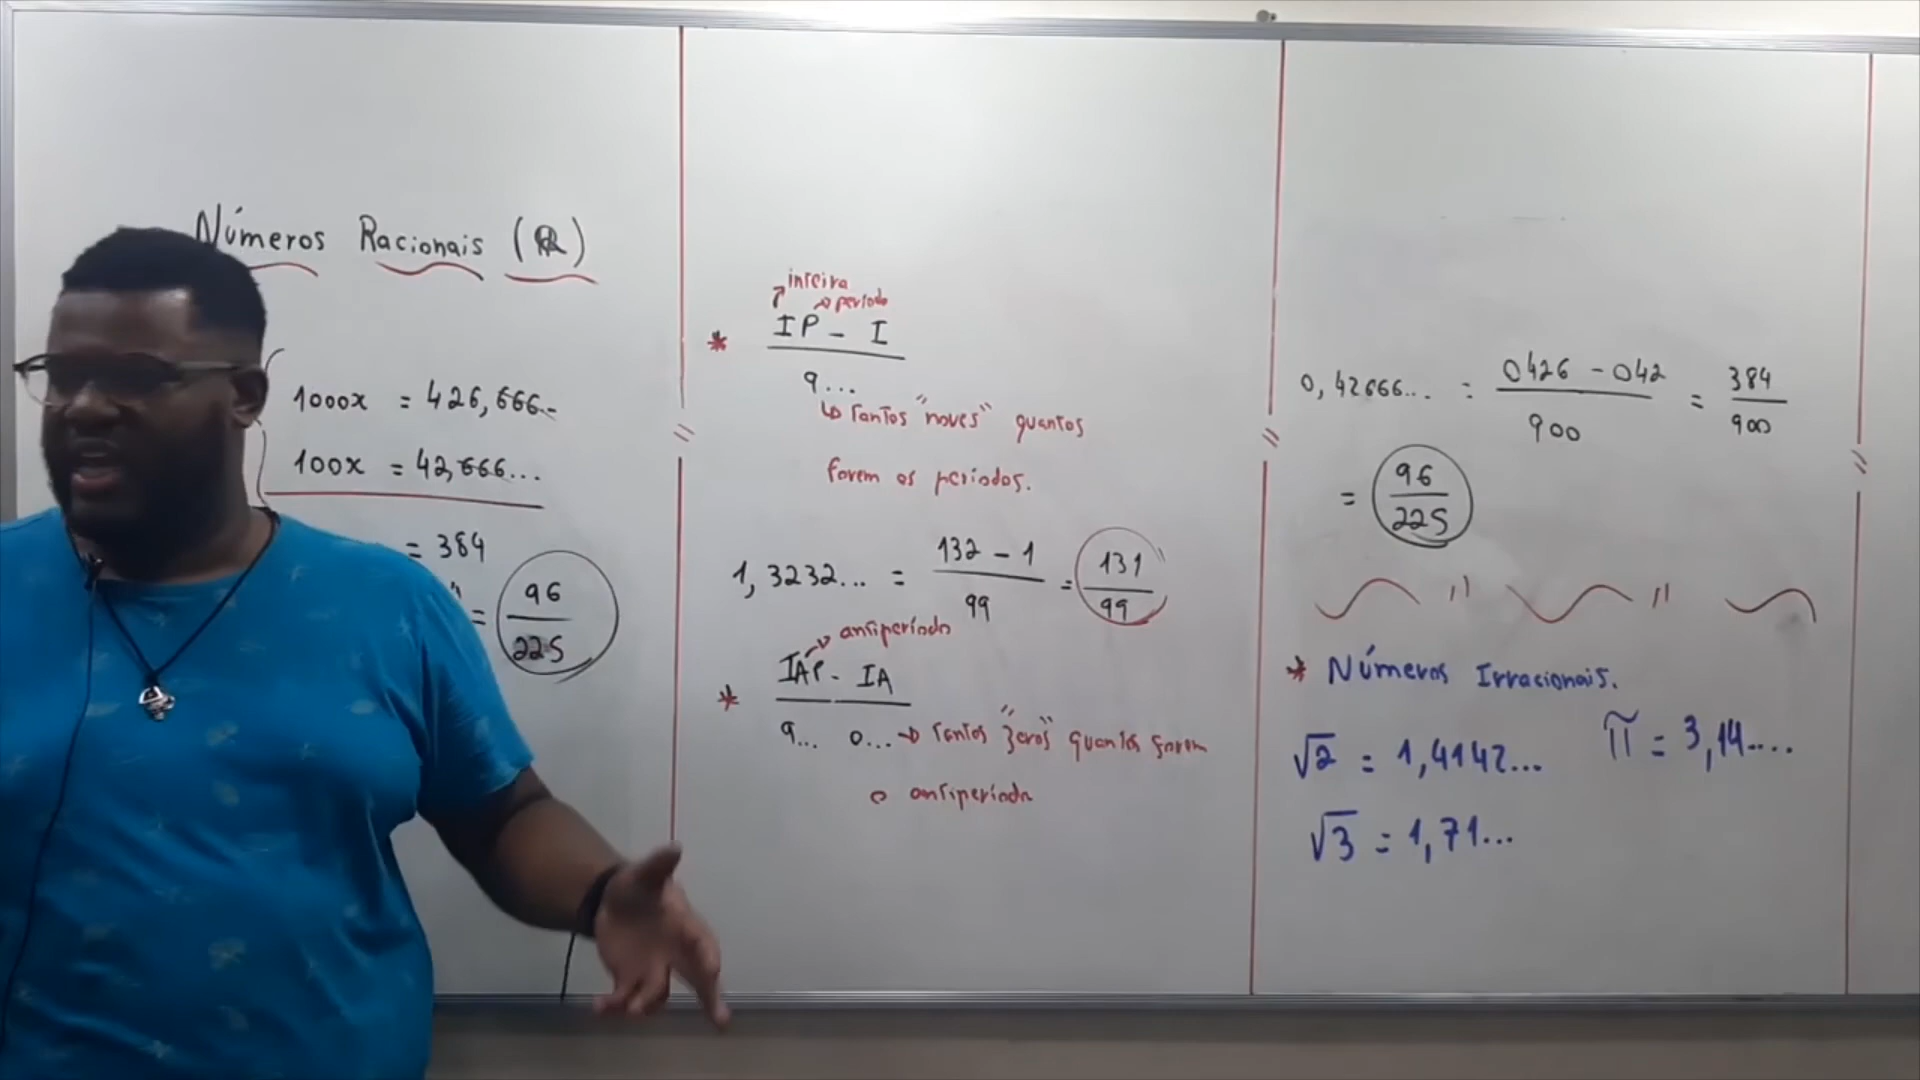 Números Racionais (Q)
1000x = 426,666...
100x = 42,666...
= 384
= 96/225
inteira
período
* IP - I
9...
↳ Tantos "noves" quantos
forem os períodos.
1,3232... = 132 - 1 / 99 = 131/99
antiperíodo
* IAP - IA
9... 0... → Tantos "zeros" quantos forem
o antiperíodo
0,42666... = 0426 - 042 / 900 = 384/900
= 96/225
* Números Irracionais.
√2 = 1,4142... π = 3,14....
√3 = 1,71...